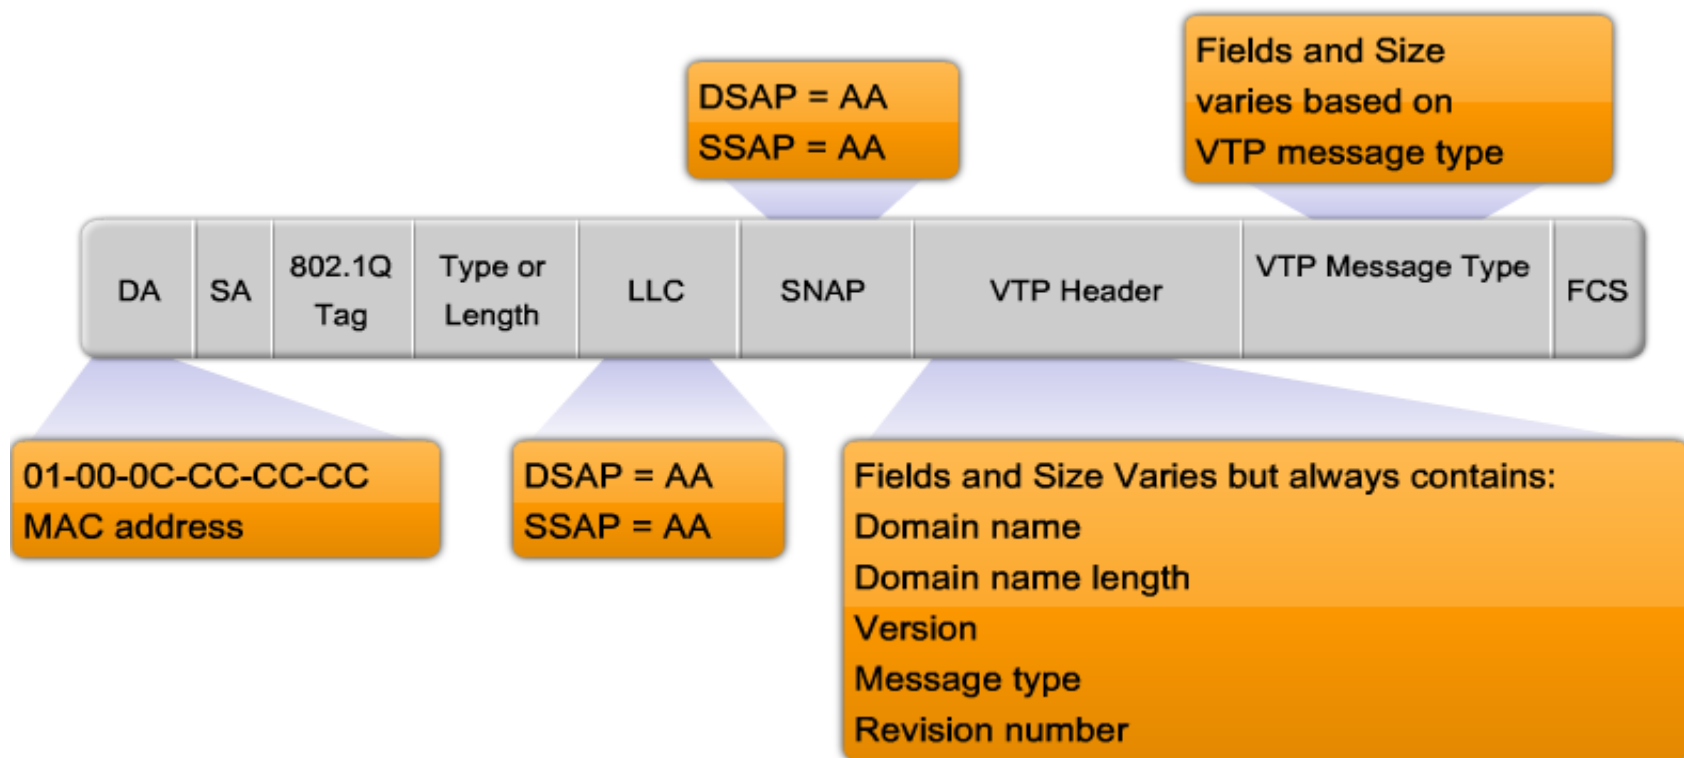 Fields and Size
varies based on
VTP message type
DSAP = AA
SSAP = AA
DA
SA
802.1Q
Tag
Type or
Length
LLC
SNAP
VTP Header
VTP Message Type
FCS
01-00-0C-CC-CC-CC
MAC address
DSAP = AA
SSAP = AA
Fields and Size Varies but always contains:
Domain name
Domain name length
Version
Message type
Revision number